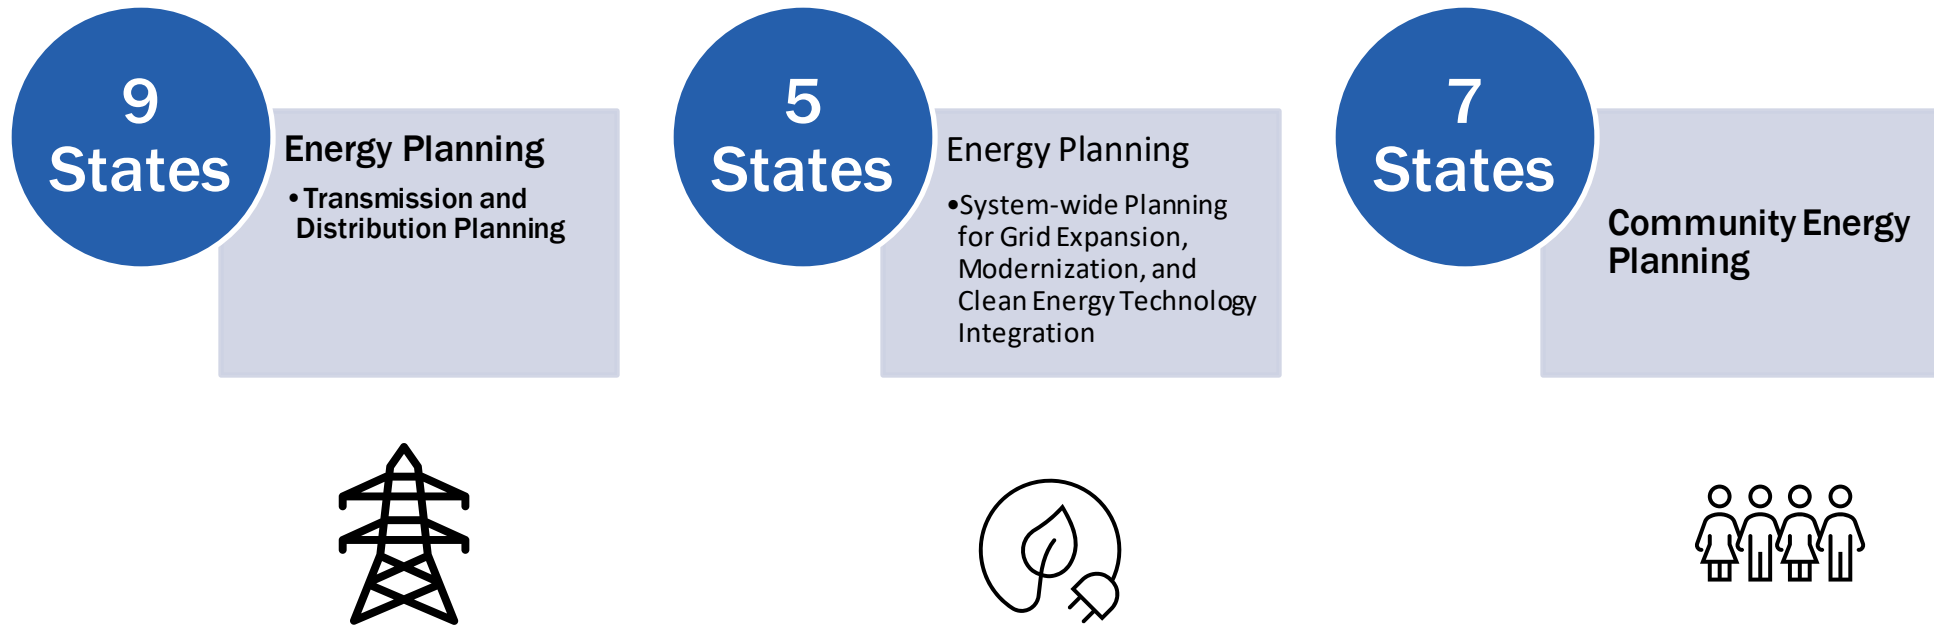 9
States
Energy Planning
•Transmission and
Distribution Planning
5
States
Energy Planning
•System-wide Planning
for Grid Expansion,
Modernization, and
Clean Energy Technology
Integration
7
States
Community Energy
Planning